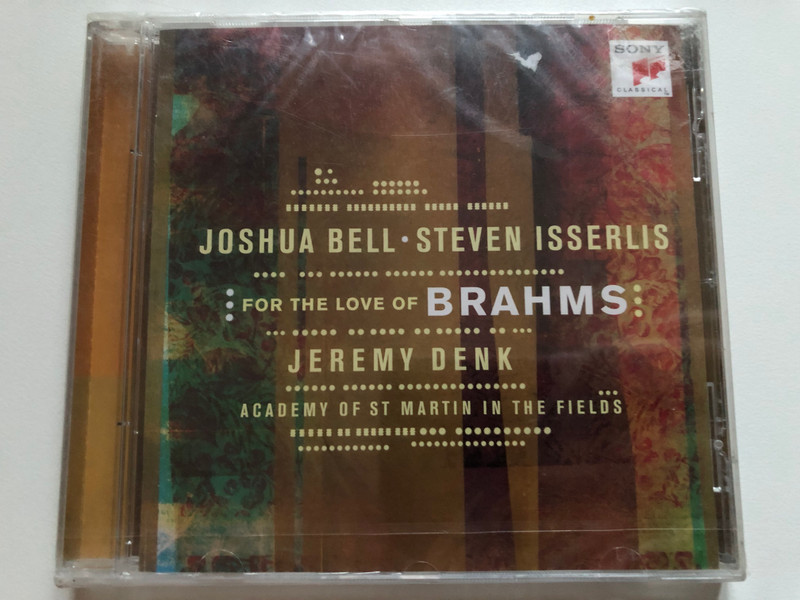 SONY
CLASSICAL
JOSHUA BELL • STEVEN ISSERLIS
FOR THE LOVE OF BRAHMS
JEREMY DENK
ACADEMY OF ST MARTIN IN THE FIELDS